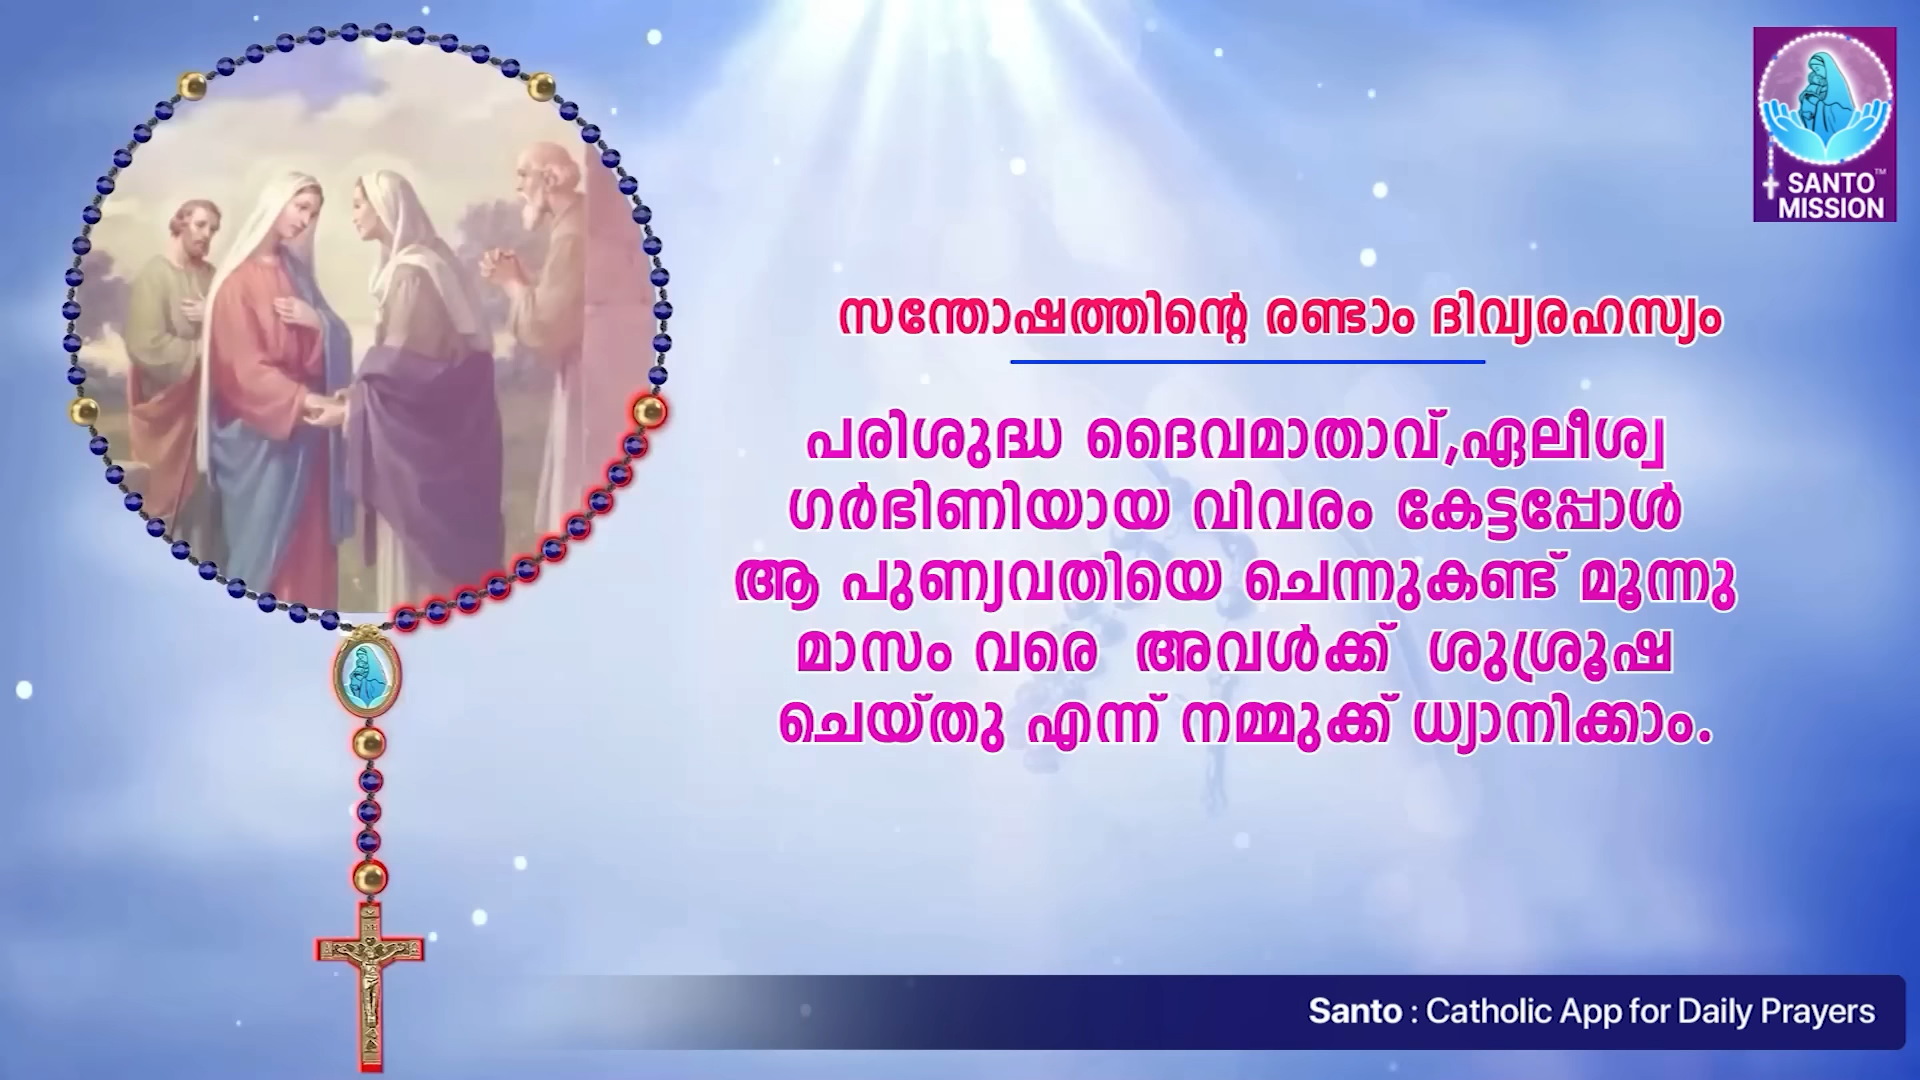 SANTO™
MISSION
സന്തോഷത്തിന്റെ രണ്ടാം ദിവ്യരഹസ്യം
പരിശുദ്ധ ദൈവമാതാവ്,ഏലീശ്വ
ഗർഭിണിയായ വിവരം കേട്ടപ്പോൾ
ആ പുണ്യവതിയെ ചെന്നുകണ്ട് മൂന്നു
മാസം വരെ അവൾക്ക് ശുശ്രൂഷ
ചെയ്തു എന്ന് നമ്മുക്ക് ധ്യാനിക്കാം.
Santo : Catholic App for Daily Prayers